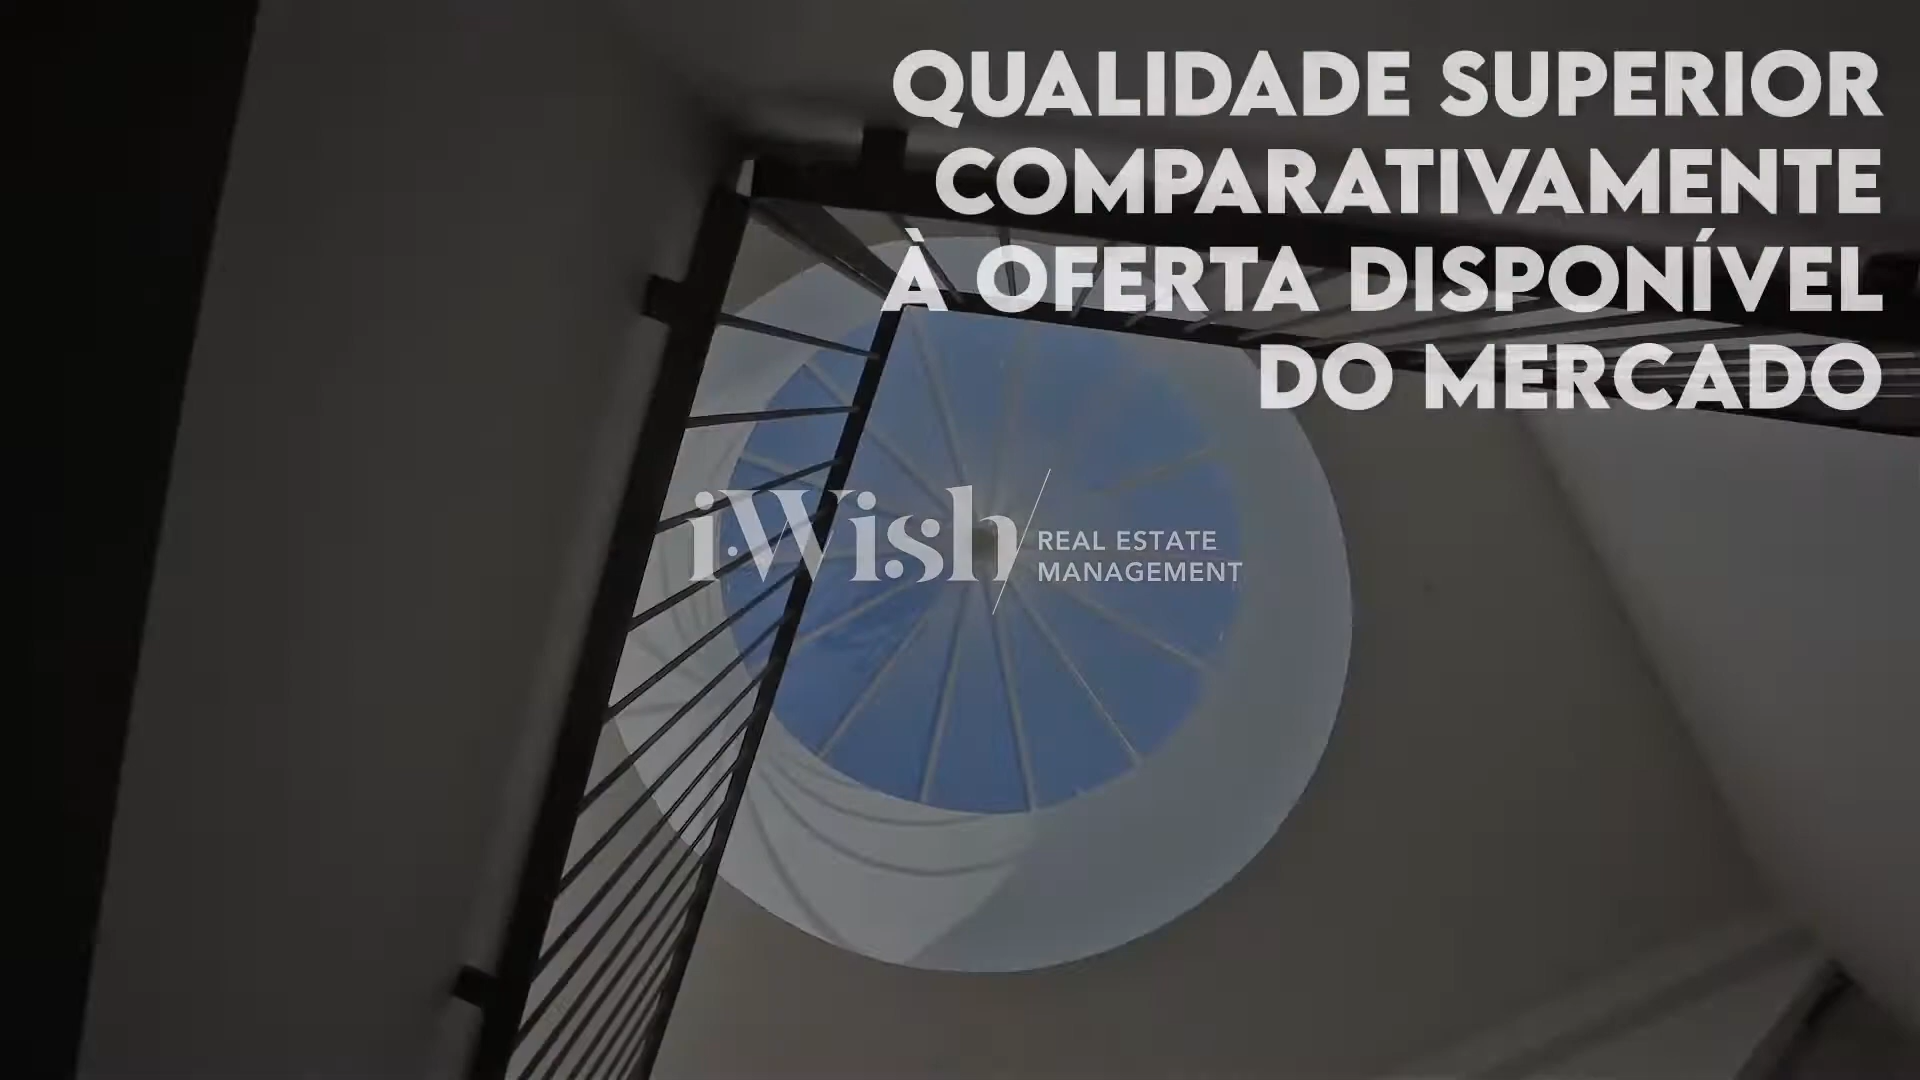 QUALIDADE SUPERIOR
COMPARATIVAMENTE
À OFERTA DISPONÍVEL
DO MERCADO
iWish
REAL ESTATE
MANAGEMENT